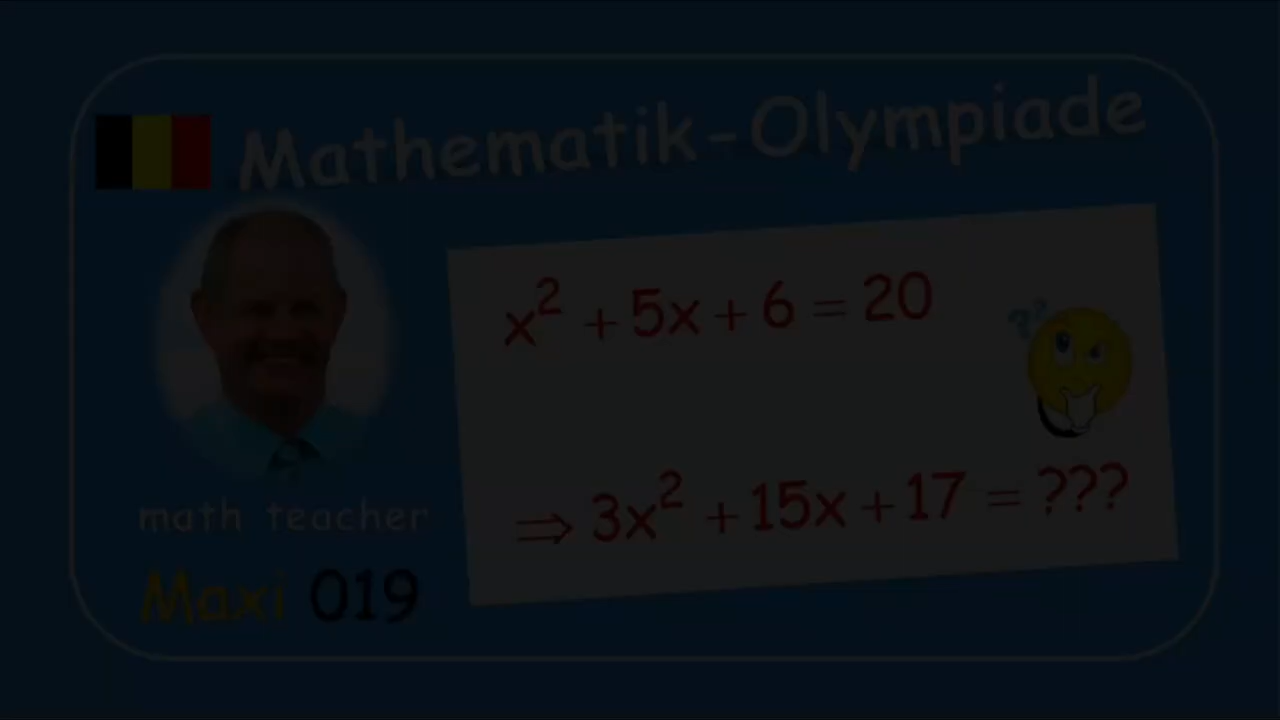 Mathematik-Olympiade
x² + 5x + 6 = 20
⇒ 3x² + 15x + 17 = ???
math teacher
Maxi 019